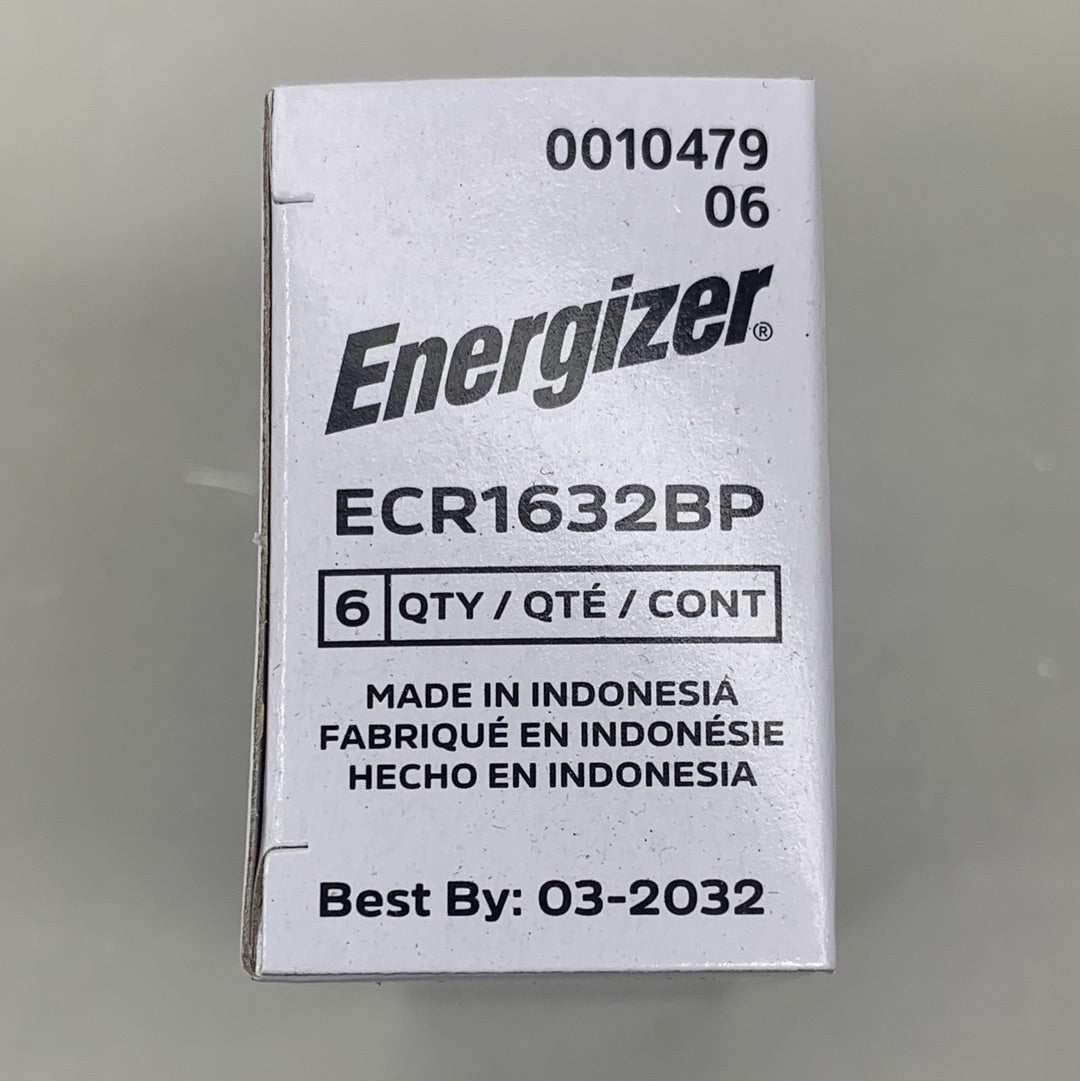 0010479
06
Energizer®
ECR1632BP
6 QTY / QTÉ / CONT
MADE IN INDONESIA
FABRIQUÉ EN INDONÉSIE
HECHO EN INDONESIA
Best By: 03-2032